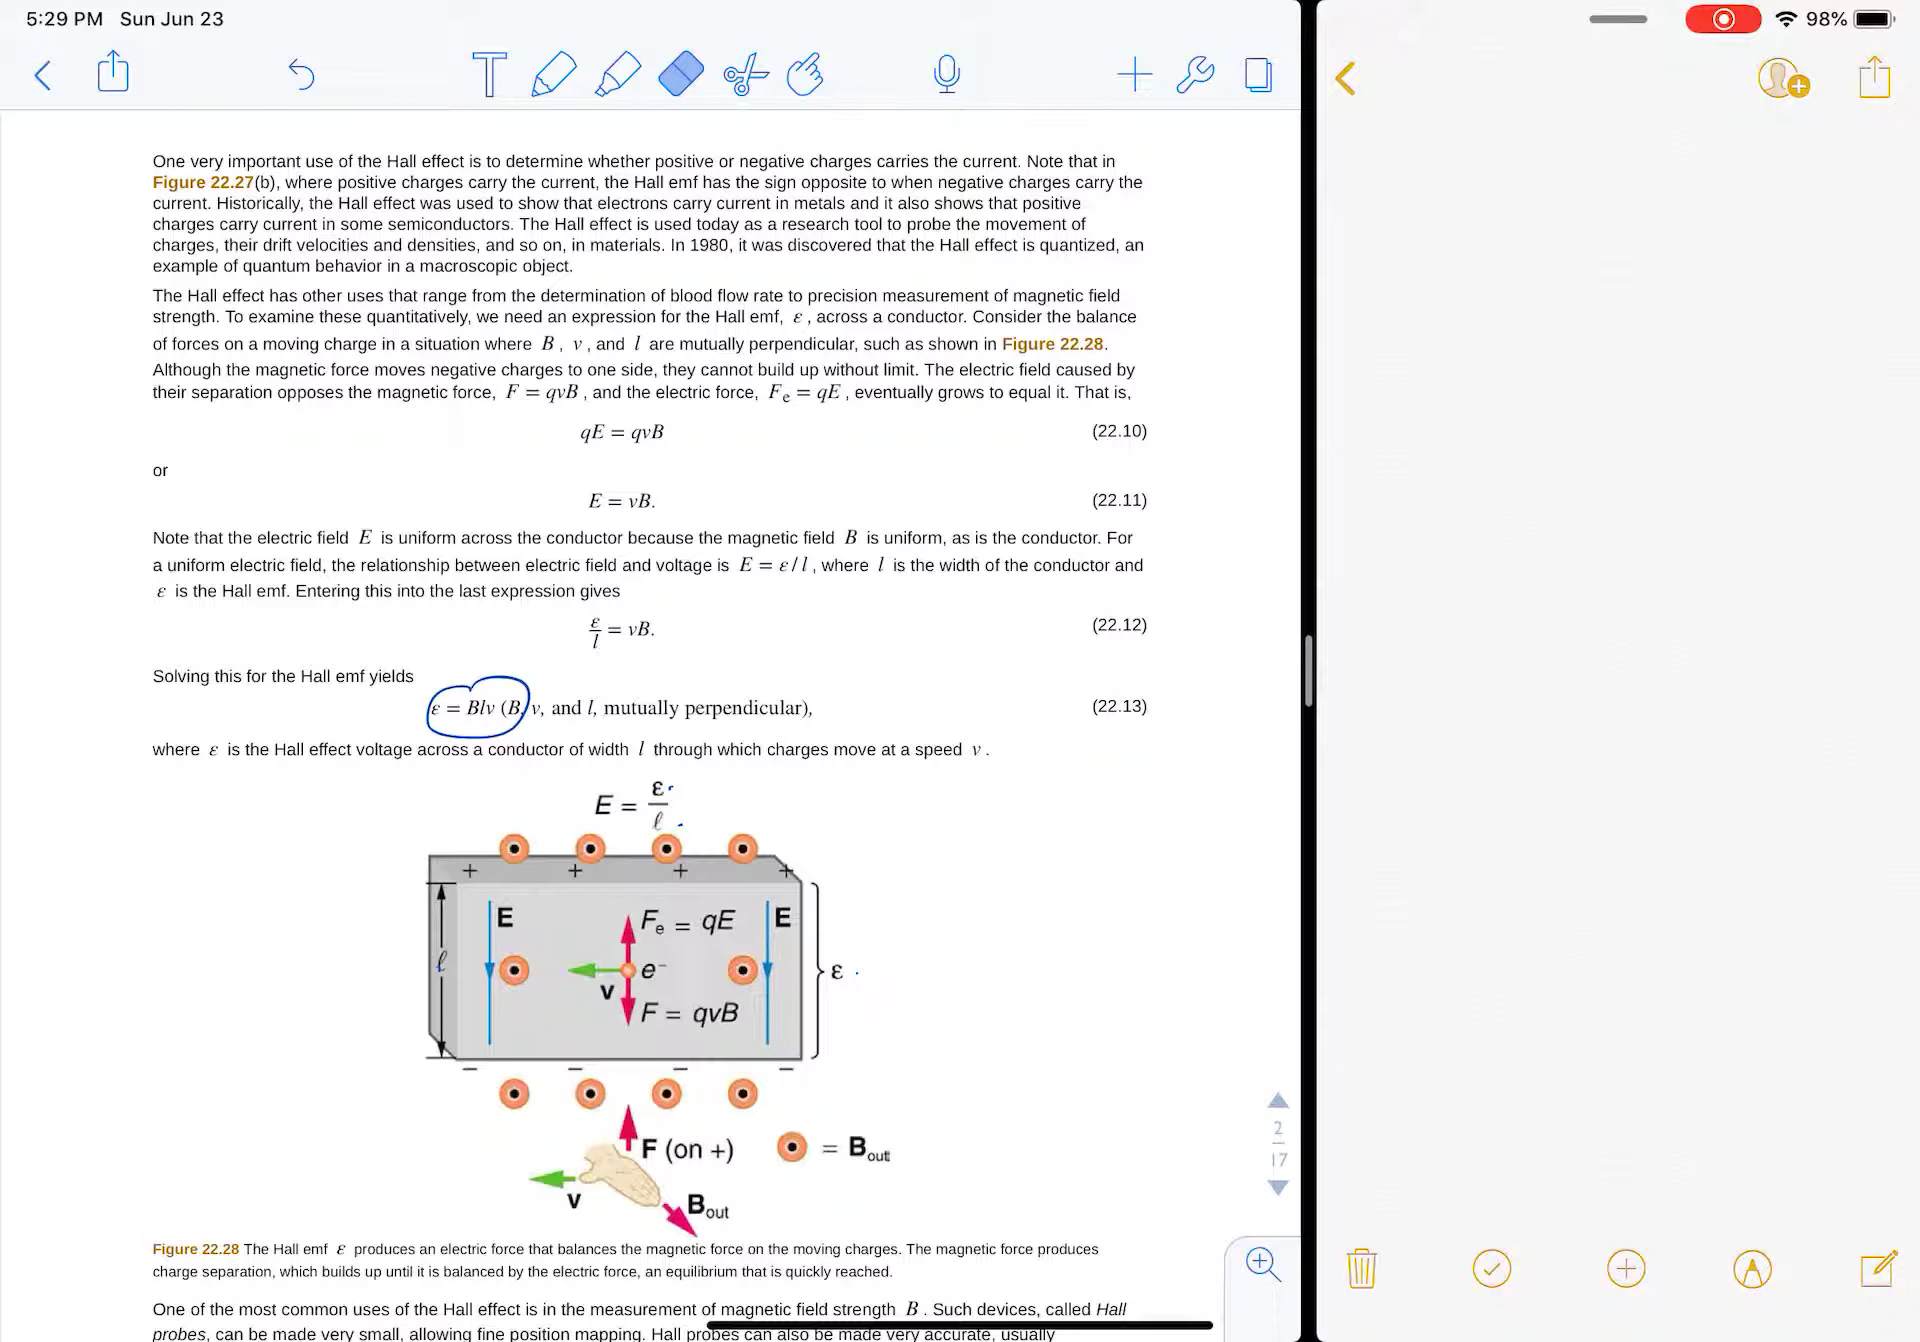 5:29 PM Sun Jun 23
98%
One very important use of the Hall effect is to determine whether positive or negative charges carries the current. Note that in
Figure 22.27(b), where positive charges carry the current, the Hall emf has the sign opposite to when negative charges carry the
current. Historically, the Hall effect was used to show that electrons carry current in metals and it also shows that positive
charges carry current in some semiconductors. The Hall effect is used today as a research tool to probe the movement of
charges, their drift velocities and densities, and so on, in materials. In 1980, it was discovered that the Hall effect is quantized, an
example of quantum behavior in a macroscopic object.
The Hall effect has other uses that range from the determination of blood flow rate to precision measurement of magnetic field
strength. To examine these quantitatively, we need an expression for the Hall emf, ε , across a conductor. Consider the balance
of forces on a moving charge in a situation where B , v , and l are mutually perpendicular, such as shown in Figure 22.28.
Although the magnetic force moves negative charges to one side, they cannot build up without limit. The electric field caused by
their separation opposes the magnetic force, F = qvB , and the electric force, Fe = qE , eventually grows to equal it. That is,
qE = qvB (22.10)
or
E = vB. (22.11)
Note that the electric field E is uniform across the conductor because the magnetic field B is uniform, as is the conductor. For
a uniform electric field, the relationship between electric field and voltage is E = ε / l , where l is the width of the conductor and
ε is the Hall emf. Entering this into the last expression gives
ε/l = vB. (22.12)
Solving this for the Hall emf yields
ε = Blv (B, v, and l, mutually perpendicular), (22.13)
where ε is the Hall effect voltage across a conductor of width l through which charges move at a speed v .
E = ε/ℓ
+ + + +
E Fe = qE E
ℓ e⁻ ε
v
F = qvB
− − − −
F (on +) = Bout
v Bout
2
17
Figure 22.28 The Hall emf ε produces an electric force that balances the magnetic force on the moving charges. The magnetic force produces
charge separation, which builds up until it is balanced by the electric force, an equilibrium that is quickly reached.
One of the most common uses of the Hall effect is in the measurement of magnetic field strength B . Such devices, called Hall
probes, can be made very small, allowing fine position mapping. Hall probes can also be made very accurate, usually